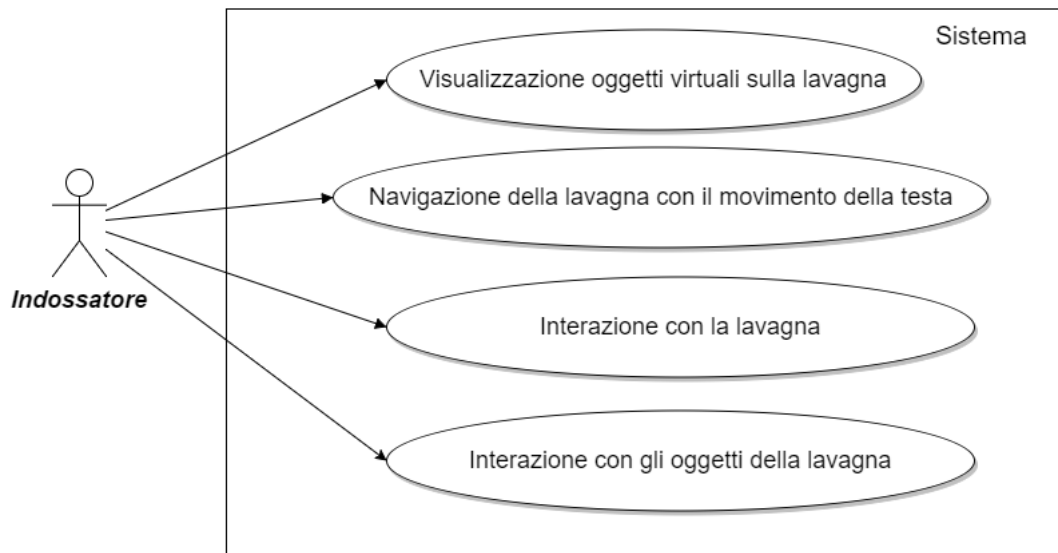 Sistema
Visualizzazione oggetti virtuali sulla lavagna
Navigazione della lavagna con il movimento della testa
Indossatore
Interazione con la lavagna
Interazione con gli oggetti della lavagna